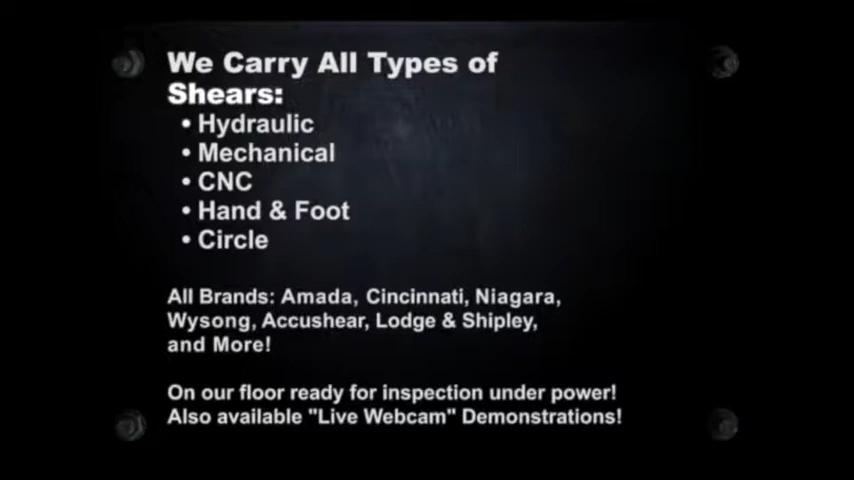 We Carry All Types of
Shears:
• Hydraulic
• Mechanical
• CNC
• Hand & Foot
• Circle
All Brands: Amada, Cincinnati, Niagara,
Wysong, Accushear, Lodge & Shipley,
and More!
On our floor ready for inspection under power!
Also available "Live Webcam" Demonstrations!